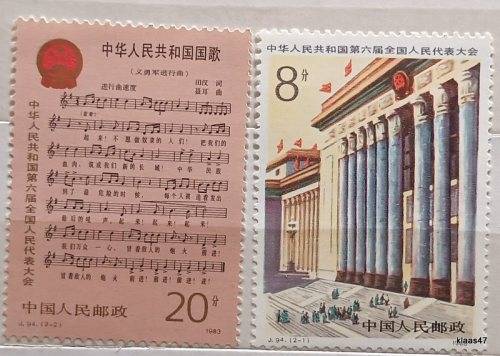 中华人民共和国国歌
(义勇军进行曲)
田汉 词
聂耳 曲
进行曲速度
(前奏)
起来!不愿做奴隶的人们!把我们的
血肉,筑成我们新的长城!中华民族
到了最危险的时候,每个人被迫着发出
最后的吼声。起来!起来!起来!
我们万众一心,冒着敌人的炮火前进!
冒着敌人的炮火前进!前进!前进!进!
中华人民共和国第六届全国人民代表大会
20分
中国人民邮政
J.94.(2-2)
1983
中华人民共和国第六届全国人民代表大会
8分
中国人民邮政
J.94.(2-1)
klaas47